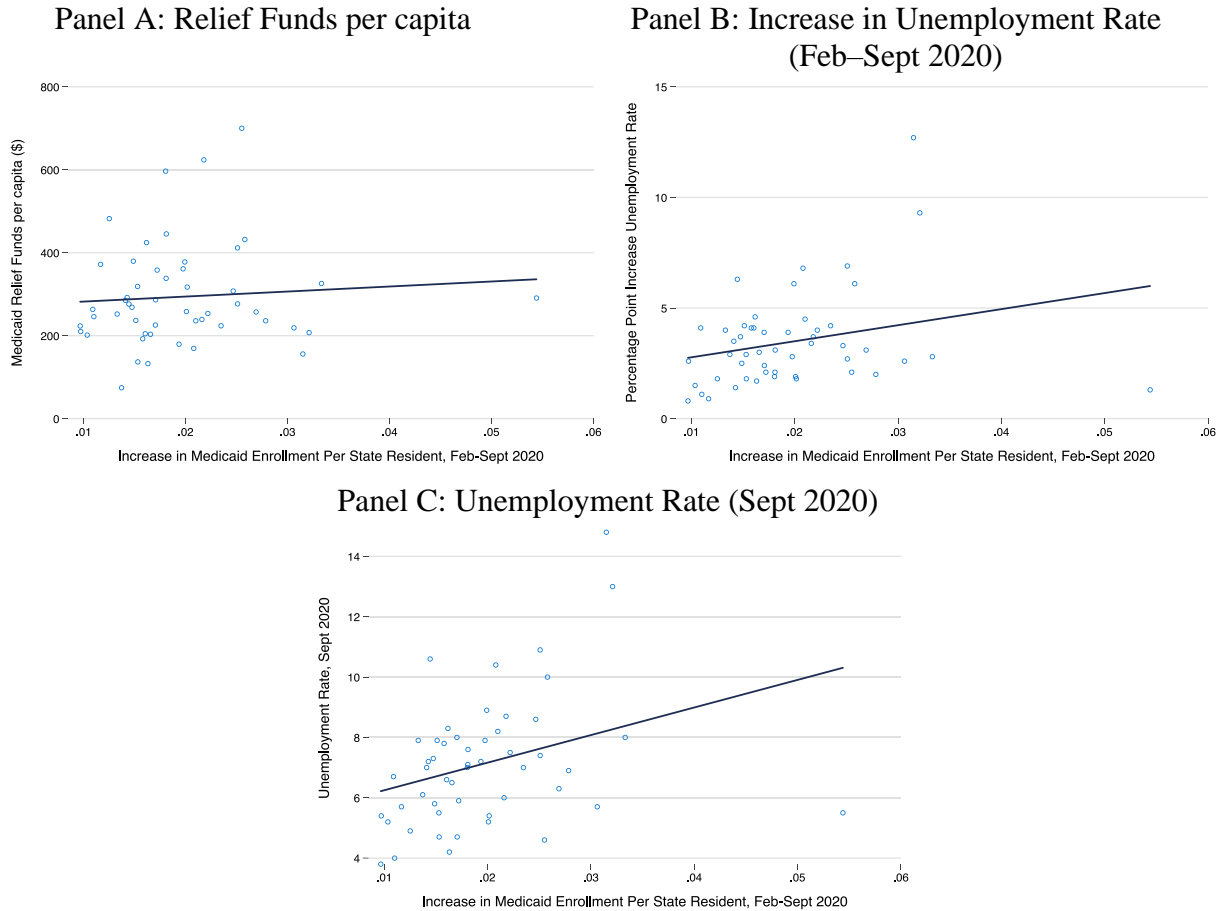 Panel A: Relief Funds per capita
Medicaid Relief Funds per capita ($)
800
600
400
200
0
.01 .02 .03 .04 .05 .06
Increase in Medicaid Enrollment Per State Resident, Feb-Sept 2020
Panel B: Increase in Unemployment Rate
(Feb–Sept 2020)
Percentage Point Increase Unemployment Rate
15
10
5
0
.01 .02 .03 .04 .05 .06
Increase in Medicaid Enrollment Per State Resident, Feb-Sept 2020
Panel C: Unemployment Rate (Sept 2020)
Unemployment Rate, Sept 2020
14
12
10
8
6
4
.01 .02 .03 .04 .05 .06
Increase in Medicaid Enrollment Per State Resident, Feb-Sept 2020